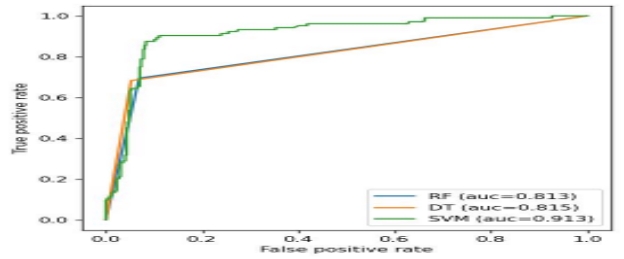 1.0
0.8
0.6
0.4
0.2
0.0
True positive rate
RF (auc=0.813)
DT (auc=0.815)
SVM (auc=0.913)
0.0 0.2 0.4 0.6 0.8 1.0
False positive rate